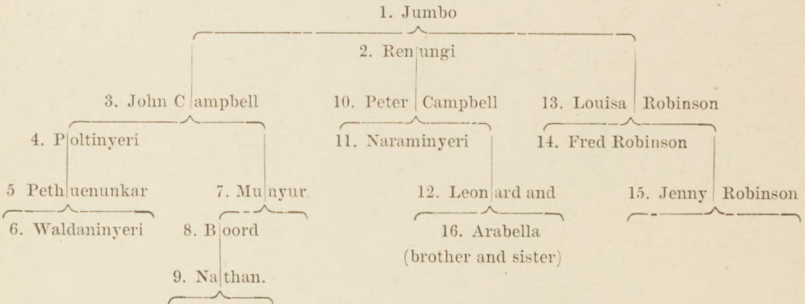 1. Jumbo
2. Renjungi
3. John Campbell 10. Peter Campbell 13. Louisa Robinson
4. Poltinyeri 11. Naraminyeri 14. Fred Robinson
5 Pethuenunkar 7. Munyur 12. Leonard and 15. Jenny Robinson
6. Waldaninyeri 8. Boord 16. Arabella
(brother and sister)
9. Nathan.